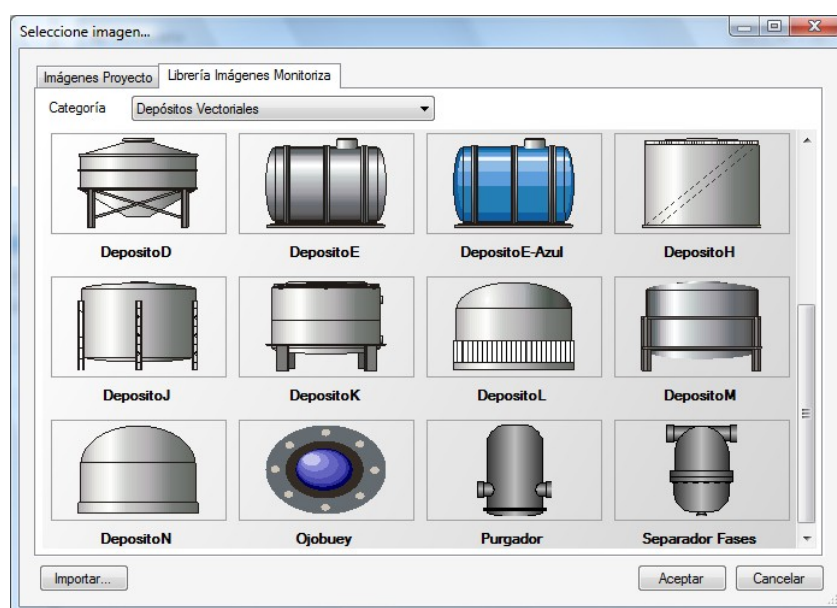 Seleccione imagen...
Imágenes Proyecto
Librería Imágenes Monitoriza
Categoría
Depósitos Vectoriales
DepositoD
DepositoE
DepositoE-Azul
DepositoH
DepositoJ
DepositoK
DepositoL
DepositoM
DepositoN
Ojobuey
Purgador
Separador Fases
Importar...
Aceptar
Cancelar